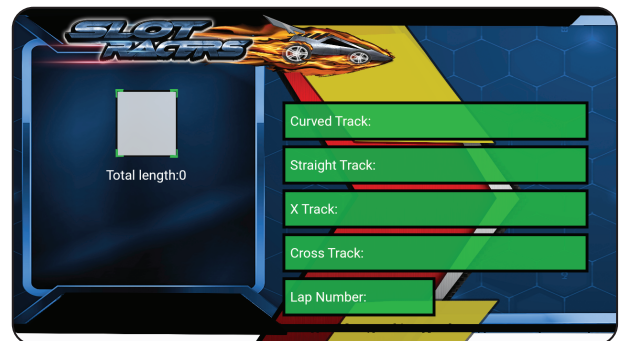 SLOT
RACERS
Total length:0
Curved Track:
Straight Track:
X Track:
Cross Track:
Lap Number: